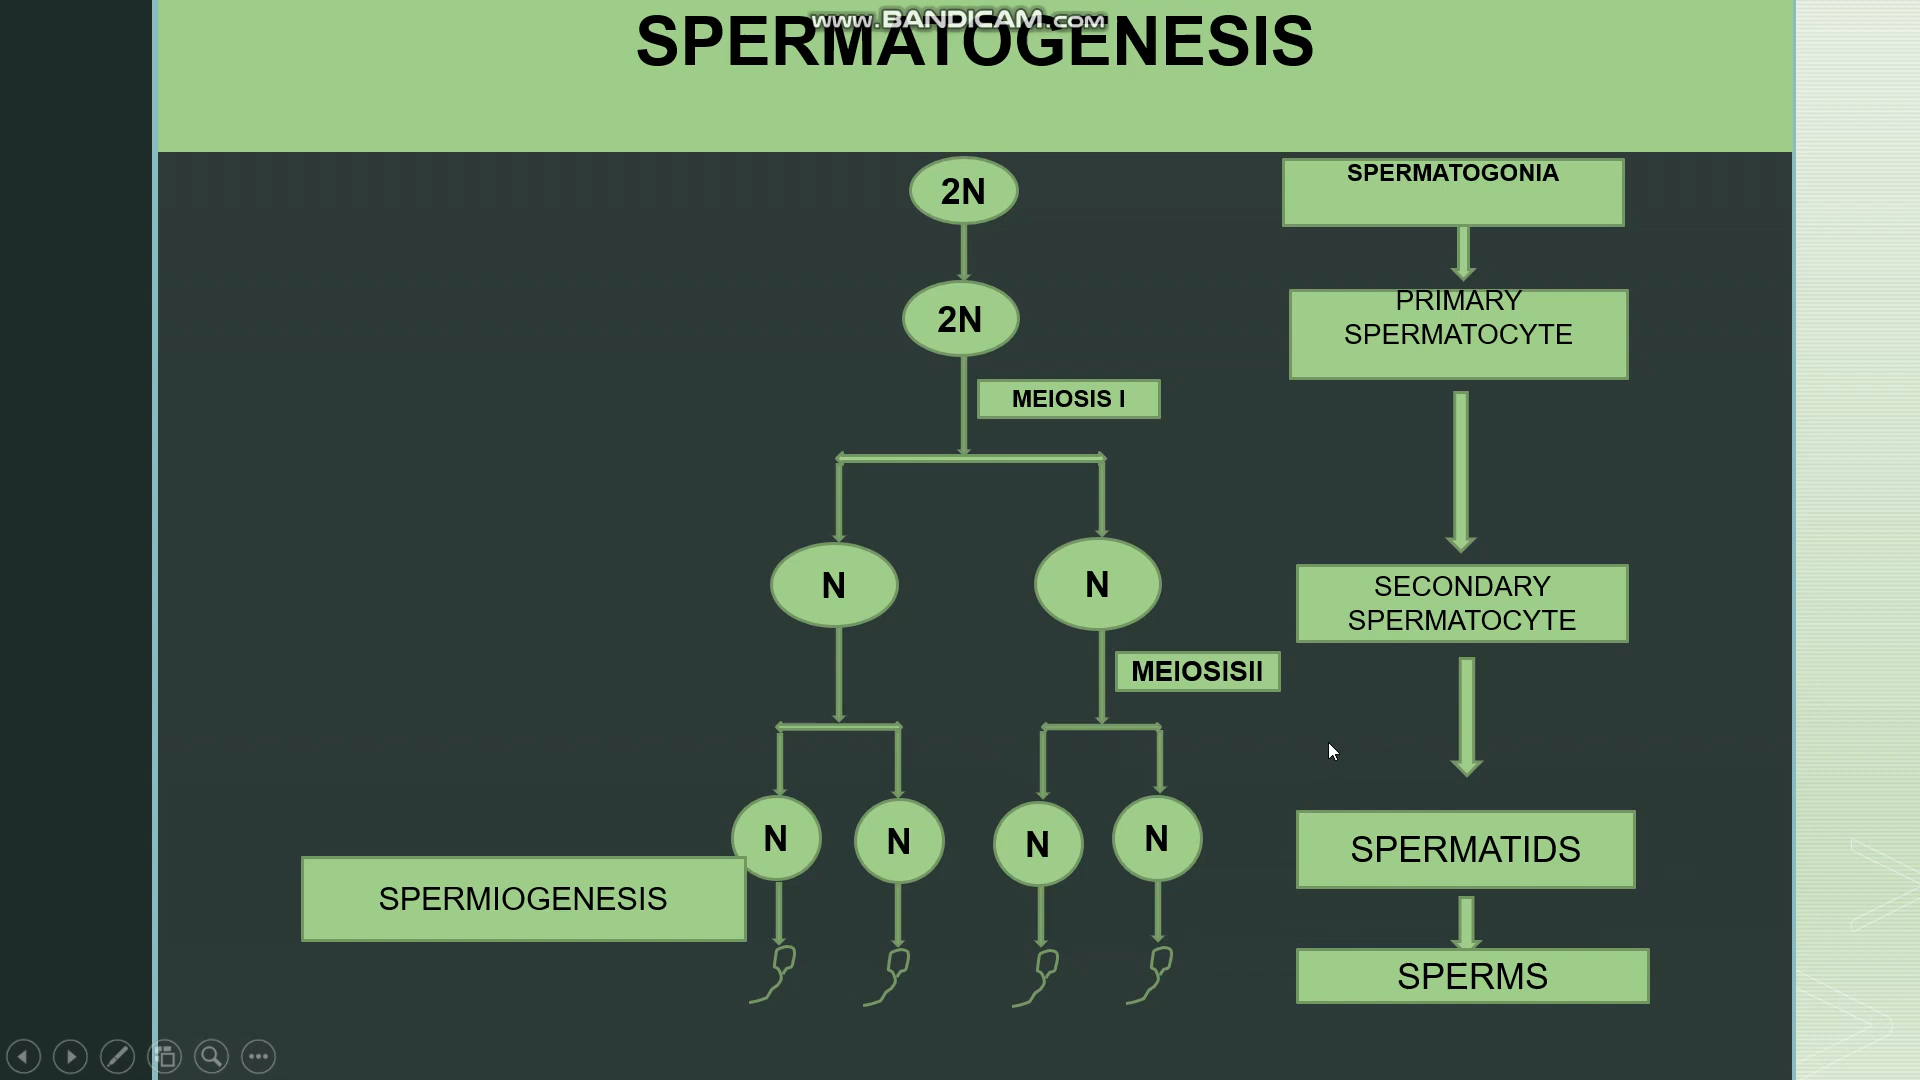 www.BANDICAM.com
SPERMATOGENESIS
2N
SPERMATOGONIA
2N
PRIMARY
SPERMATOCYTE
MEIOSIS I
N
N
SECONDARY
SPERMATOCYTE
MEIOSISII
N
N
N
N
SPERMATIDS
SPERMIOGENESIS
SPERMS